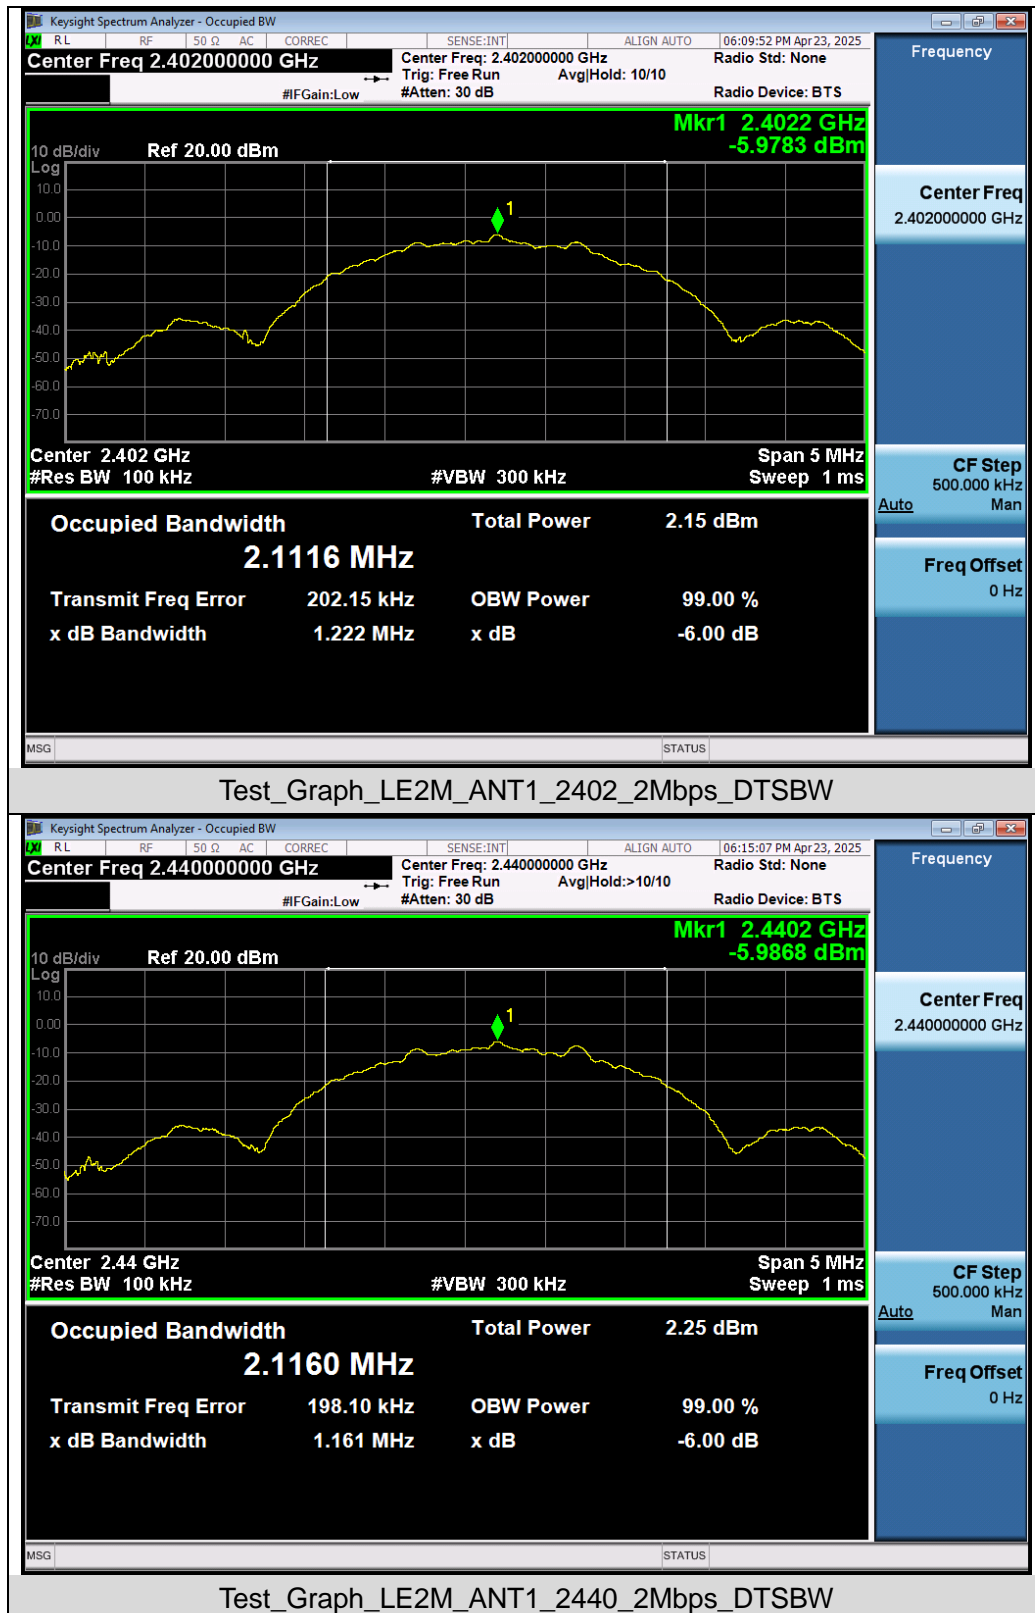 Keysight Spectrum Analyzer - Occupied BW
LXI RL RF 50 Ω AC CORREC SENSE:INT ALIGN AUTO 06:09:52 PM Apr 23, 2025
Center Freq 2.402000000 GHz
Center Freq: 2.402000000 GHz Radio Std: None
Trig: Free Run Avg|Hold: 10/10
#IFGain:Low #Atten: 30 dB Radio Device: BTS
Frequency
Mkr1 2.4022 GHz
-5.9783 dBm
10 dB/div Ref 20.00 dBm
Log
10.0
0.00
-10.0
-20.0
-30.0
-40.0
-50.0
-60.0
-70.0
1
Center Freq
2.402000000 GHz
Center 2.402 GHz Span 5 MHz
#Res BW 100 kHz #VBW 300 kHz Sweep 1 ms
CF Step
500.000 kHz
Auto Man
Occupied Bandwidth Total Power 2.15 dBm
2.1116 MHz
Freq Offset
0 Hz
Transmit Freq Error 202.15 kHz OBW Power 99.00 %
x dB Bandwidth 1.222 MHz x dB -6.00 dB
MSG STATUS
Test_Graph_LE2M_ANT1_2402_2Mbps_DTSBW
Keysight Spectrum Analyzer - Occupied BW
LXI RL RF 50 Ω AC CORREC SENSE:INT ALIGN AUTO 06:15:07 PM Apr 23, 2025
Center Freq 2.440000000 GHz
Center Freq: 2.440000000 GHz Radio Std: None
Trig: Free Run Avg|Hold:>10/10
#IFGain:Low #Atten: 30 dB Radio Device: BTS
Frequency
Mkr1 2.4402 GHz
-5.9868 dBm
10 dB/div Ref 20.00 dBm
Log
10.0
0.00
-10.0
-20.0
-30.0
-40.0
-50.0
-60.0
-70.0
1
Center Freq
2.440000000 GHz
Center 2.44 GHz Span 5 MHz
#Res BW 100 kHz #VBW 300 kHz Sweep 1 ms
CF Step
500.000 kHz
Auto Man
Occupied Bandwidth Total Power 2.25 dBm
2.1160 MHz
Freq Offset
0 Hz
Transmit Freq Error 198.10 kHz OBW Power 99.00 %
x dB Bandwidth 1.161 MHz x dB -6.00 dB
MSG STATUS
Test_Graph_LE2M_ANT1_2440_2Mbps_DTSBW